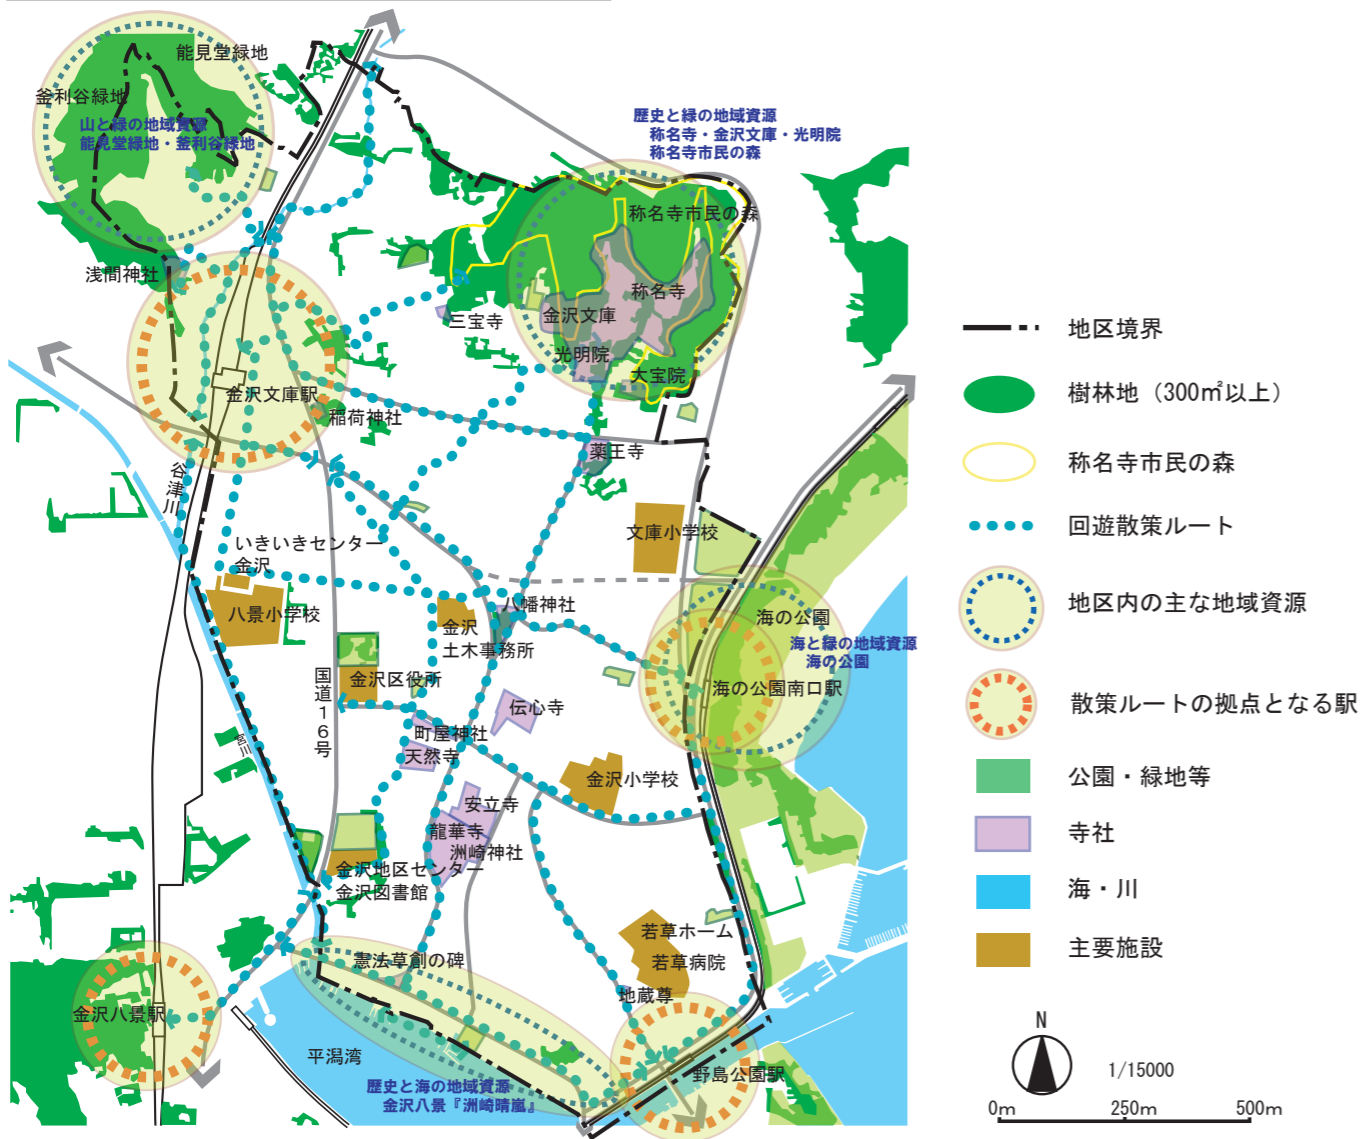 能見堂緑地
釜利谷緑地
山と緑の地域資源
能見堂緑地・釜利谷緑地
歴史と緑の地域資源
称名寺・金沢文庫・光明院
称名寺市民の森
称名寺市民の森
浅間神社
称名寺
金沢文庫
三宝寺
光明院
大宝院
金沢文庫駅
稲荷神社
薬王寺
谷津川
文庫小学校
いきいきセンター
金沢
八景小学校
八幡神社
金沢
土木事務所
海の公園
海と緑の地域資源
海の公園
国道16号
金沢区役所
海の公園南口駅
伝心寺
町屋神社
天然寺
宮川
金沢小学校
安立寺
龍華寺
洲崎神社
金沢地区センター
金沢図書館
若草ホーム
若草病院
憲法草創の碑
地蔵尊
金沢八景駅
平潟湾
野島公園駅
歴史と海の地域資源
金沢八景『洲崎晴嵐』
地区境界
樹林地（300㎡以上）
称名寺市民の森
回遊散策ルート
地区内の主な地域資源
散策ルートの拠点となる駅
公園・緑地等
寺社
海・川
主要施設
N
1/15000
0m 250m 500m